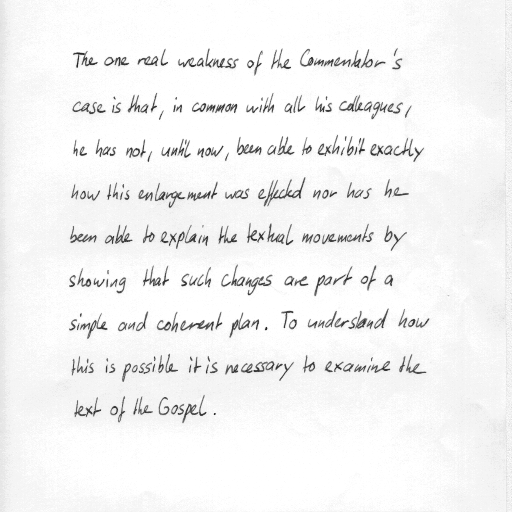 The one real weakness of the Commentator's
case is that, in common with all his colleagues,
he has not, until now, been able to exhibit exactly
how this enlargement was effected nor has he
been able to explain the textual movements by
showing that such changes are part of a
simple and coherent plan. To understand how
this is possible it is necessary to examine the
text of the Gospel.